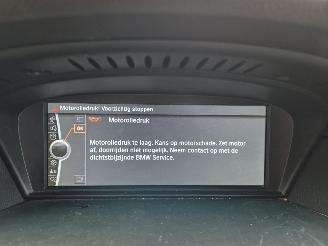 Motoroliedruk! Voorzichtig stoppen
OK
Motoroliedruk
Motoroliedruk te laag. Kans op motorschade. Zet motor
af, doorrijden niet mogelijk. Neem contact op met de
dichtstbijzijnde BMW Service.